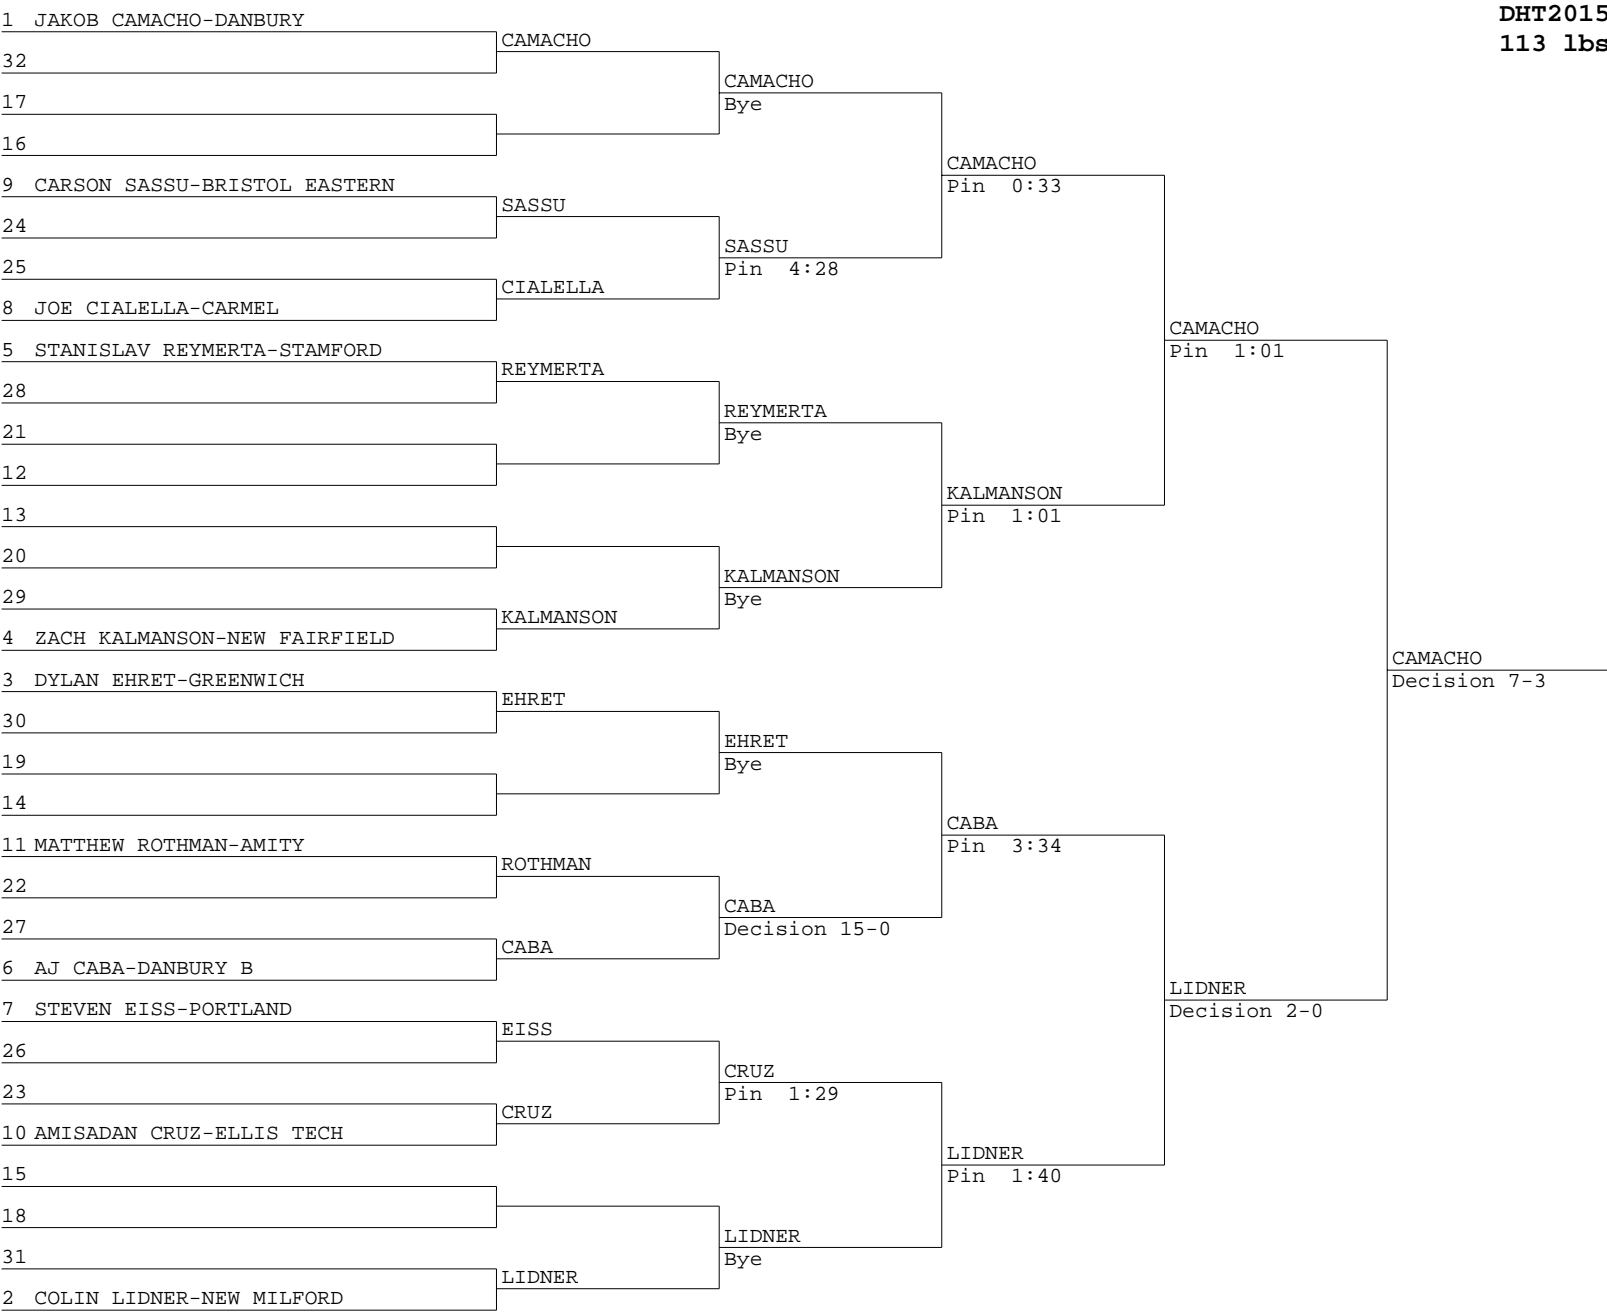 DHT2015
113 lbs
1 JAKOB CAMACHO-DANBURY
CAMACHO
32
CAMACHO
Bye
17
16
CAMACHO
Pin 0:33
9 CARSON SASSU-BRISTOL EASTERN
SASSU
24
SASSU
Pin 4:28
25
CIALELLA
8 JOE CIALELLA-CARMEL
CAMACHO
Pin 1:01
5 STANISLAV REYMERTA-STAMFORD
REYMERTA
28
REYMERTA
Bye
21
12
KALMANSON
Pin 1:01
13
20
KALMANSON
Bye
29
KALMANSON
4 ZACH KALMANSON-NEW FAIRFIELD
CAMACHO
Decision 7-3
3 DYLAN EHRET-GREENWICH
EHRET
30
EHRET
Bye
19
14
CABA
Pin 3:34
11 MATTHEW ROTHMAN-AMITY
ROTHMAN
22
CABA
Decision 15-0
27
CABA
6 AJ CABA-DANBURY B
LIDNER
Decision 2-0
7 STEVEN EISS-PORTLAND
EISS
26
CRUZ
Pin 1:29
23
CRUZ
10 AMISADAN CRUZ-ELLIS TECH
LIDNER
Pin 1:40
15
18
LIDNER
Bye
31
LIDNER
2 COLIN LIDNER-NEW MILFORD